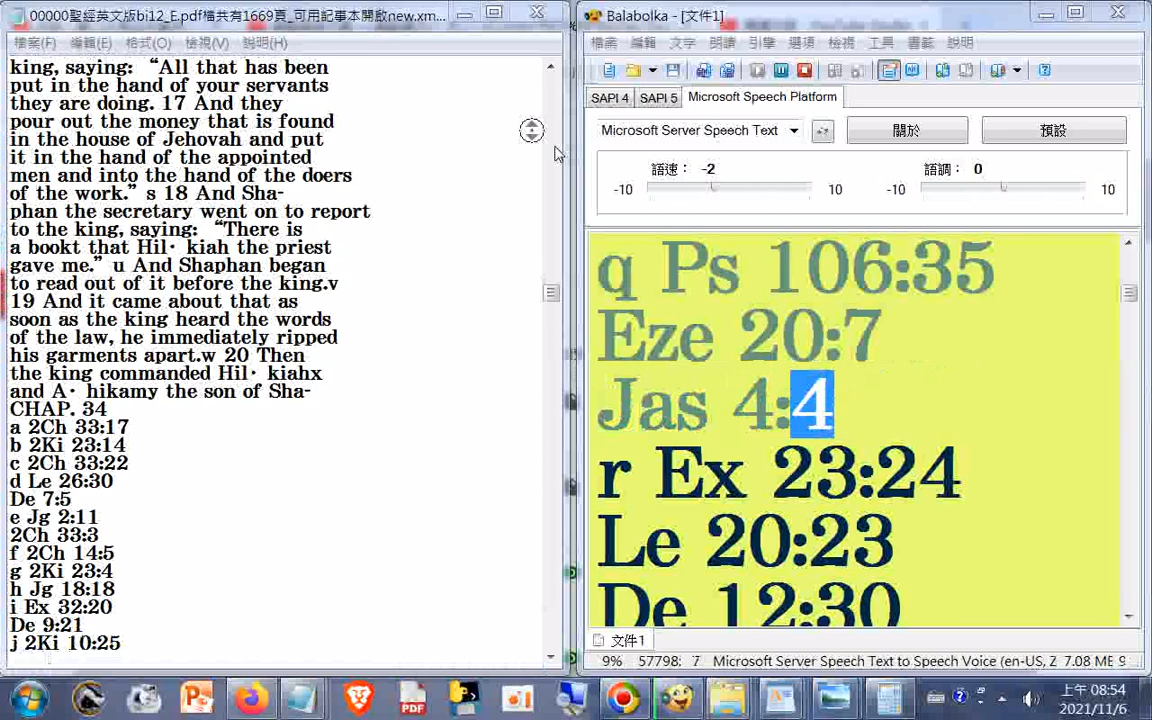 00000聖經英文版bi12_E.pdf檔共有1669頁_可用記事本開啟new.xm...
檔案(F) 編輯(E) 格式(O) 檢視(V) 說明(H)
king, saying: “All that has been
put in the hand of your servants
they are doing. 17 And they
pour out the money that is found
in the house of Jehovah and put
it in the hand of the appointed
men and into the hand of the doers
of the work.” s 18 And Sha-
phan the secretary went on to report
to the king, saying: “There is
a bookt that Hil· kiah the priest
gave me.” u And Shaphan began
to read out of it before the king.v
19 And it came about that as
soon as the king heard the words
of the law, he immediately ripped
his garments apart.w 20 Then
the king commanded Hil· kiahx
and A· hikamy the son of Sha-
CHAP. 34
a 2Ch 33:17
b 2Ki 23:14
c 2Ch 33:22
d Le 26:30
De 7:5
e Jg 2:11
2Ch 33:3
f 2Ch 14:5
g 2Ki 23:4
h Jg 18:18
i Ex 32:20
De 9:21
j 2Ki 10:25
Balabolka - [文件1]
檔案 編輯 文字 朗讀 引擎 選項 檢視 工具 書籤 說明
SAPI 4 SAPI 5 Microsoft Speech Platform
Microsoft Server Speech Text 關於 預設
語速： -2 語調： 0
-10 10 -10 10
q Ps 106:35
Eze 20:7
Jas 4:4
r Ex 23:24
Le 20:23
De 12:30
文件1
9% 57798: 7 Microsoft Server Speech Text to Speech Voice (en-US, Z 7.08 ME 9
上午 08:54
2021/11/6